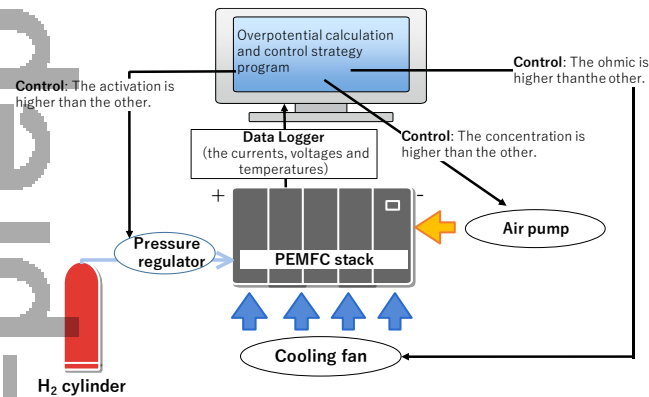 Overpotential calculation
and control strategy
program
Control: The activation is
higher than the other.
Control: The ohmic is
higher thanthe other.
Data Logger
(the currents, voltages and
temperatures)
Control: The concentration is
higher than the other.
+
-
Pressure
regulator
PEMFC stack
Air pump
Cooling fan
H₂ cylinder